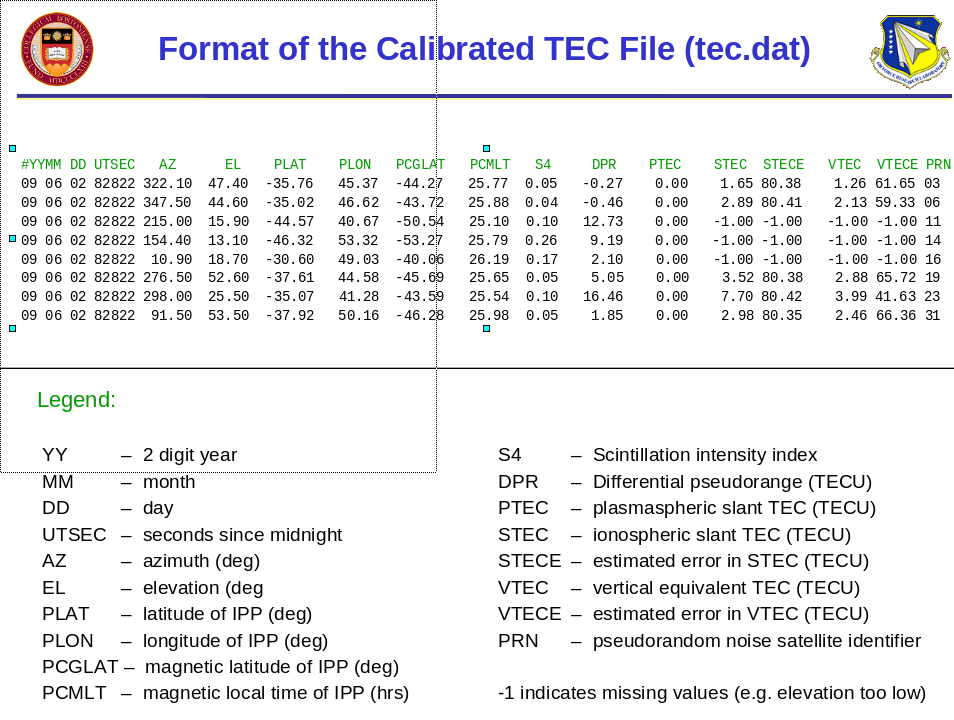 Format of the Calibrated TEC File (tec.dat)
#YYMM DD UTSEC AZ EL PLAT PLON PCGLAT PCMLT S4 DPR PTEC STEC STECE VTEC VTECE PRN
09 06 02 82822 322.10 47.40 -35.76 45.37 -44.27 25.77 0.05 -0.27 0.00 1.65 80.38 1.26 61.65 03
09 06 02 82822 347.50 44.60 -35.02 46.62 -43.72 25.88 0.04 -0.46 0.00 2.89 80.41 2.13 59.33 06
09 06 02 82822 215.00 15.90 -44.57 40.67 -50.54 25.10 0.10 12.73 0.00 -1.00 -1.00 -1.00 -1.00 11
09 06 02 82822 154.40 13.10 -46.32 53.32 -53.27 25.79 0.26 9.19 0.00 -1.00 -1.00 -1.00 -1.00 14
09 06 02 82822 10.90 18.70 -30.60 49.03 -40.06 26.19 0.17 2.10 0.00 -1.00 -1.00 -1.00 -1.00 16
09 06 02 82822 276.50 52.60 -37.61 44.58 -45.69 25.65 0.05 5.05 0.00 3.52 80.38 2.88 65.72 19
09 06 02 82822 298.00 25.50 -35.07 41.28 -43.59 25.54 0.10 16.46 0.00 7.70 80.42 3.99 41.63 23
09 06 02 82822 91.50 53.50 -37.92 50.16 -46.28 25.98 0.05 1.85 0.00 2.98 80.35 2.46 66.36 31
Legend:
YY – 2 digit year
MM – month
DD – day
UTSEC – seconds since midnight
AZ – azimuth (deg)
EL – elevation (deg
PLAT – latitude of IPP (deg)
PLON – longitude of IPP (deg)
PCGLAT – magnetic latitude of IPP (deg)
PCMLT – magnetic local time of IPP (hrs)
S4 – Scintillation intensity index
DPR – Differential pseudorange (TECU)
PTEC – plasmaspheric slant TEC (TECU)
STEC – ionospheric slant TEC (TECU)
STECE – estimated error in STEC (TECU)
VTEC – vertical equivalent TEC (TECU)
VTECE – estimated error in VTEC (TECU)
PRN – pseudorandom noise satellite identifier
-1 indicates missing values (e.g. elevation too low)